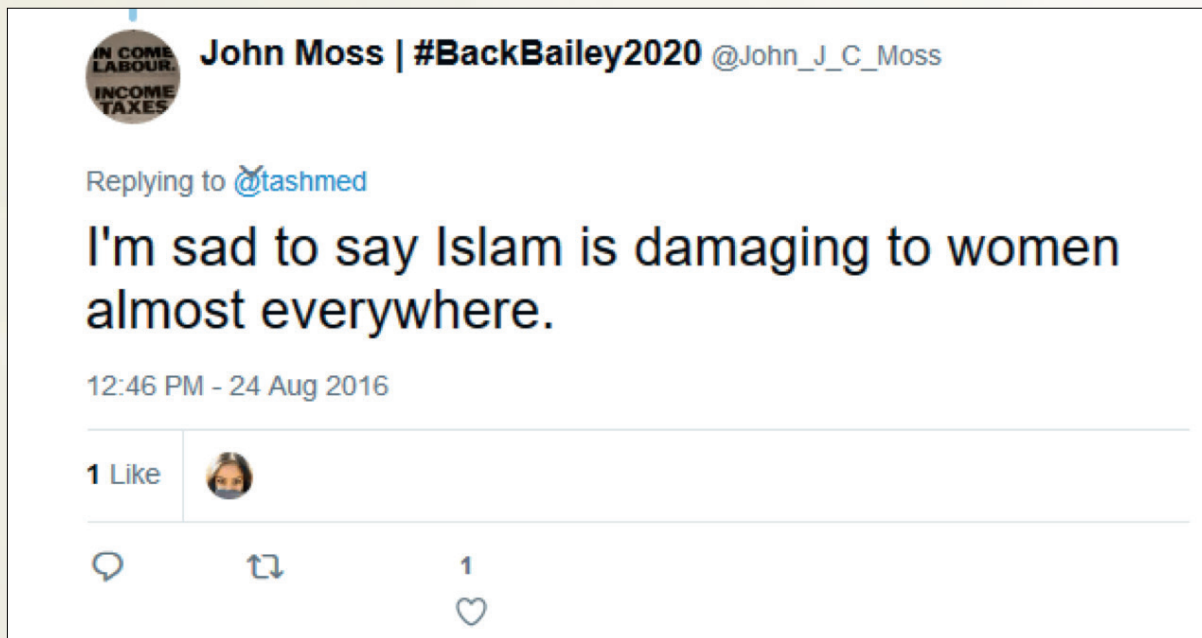 IN COME
LABOUR.
INCOME
TAXES
John Moss | #BackBailey2020 @John_J_C_Moss
Replying to @tashmed
I'm sad to say Islam is damaging to women
almost everywhere.
12:46 PM - 24 Aug 2016
1 Like
1